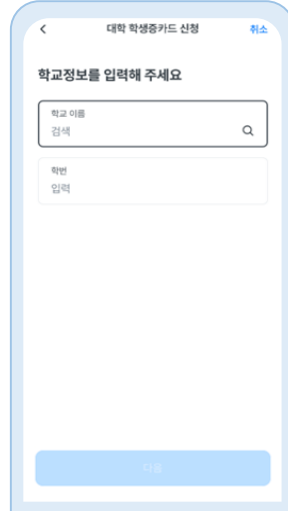 대학 학생증카드 신청
취소
학교정보를 입력해 주세요
학교 이름
검색
학번
입력
다음